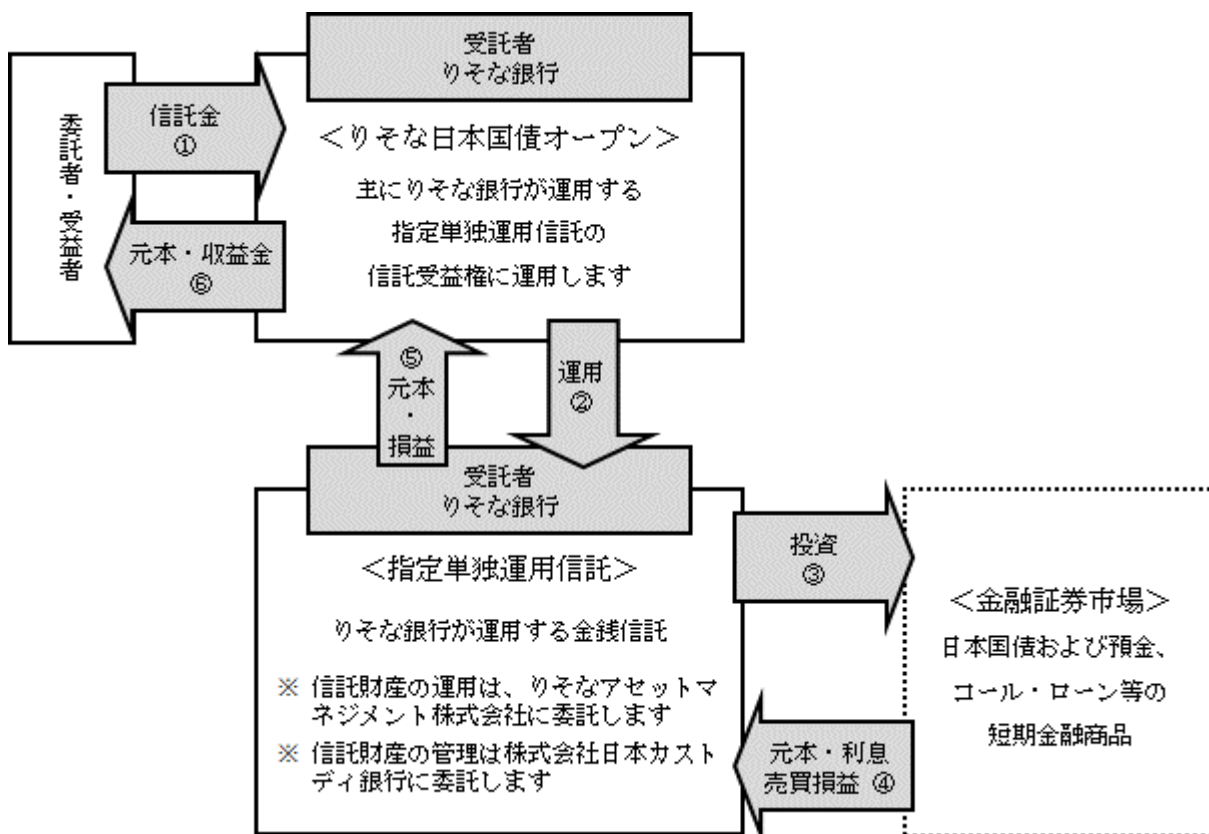 受託者
りそな銀行
委託者・受益者
信託金
①
＜りそな日本国債オープン＞
主にりそな銀行が運用する
指定単独運用信託の
信託受益権に運用します
元本・収益金
⑥
⑤
元本
・
損益
運用
②
受託者
りそな銀行
＜指定単独運用信託＞
りそな銀行が運用する金銭信託
※ 信託財産の運用は、りそなアセットマ
ネジメント株式会社に委託します
※ 信託財産の管理は株式会社日本カスト
ディ銀行に委託します
投資
③
＜金融証券市場＞
日本国債および預金、
コール・ローン等の
短期金融商品
元本・利息
売買損益 ④